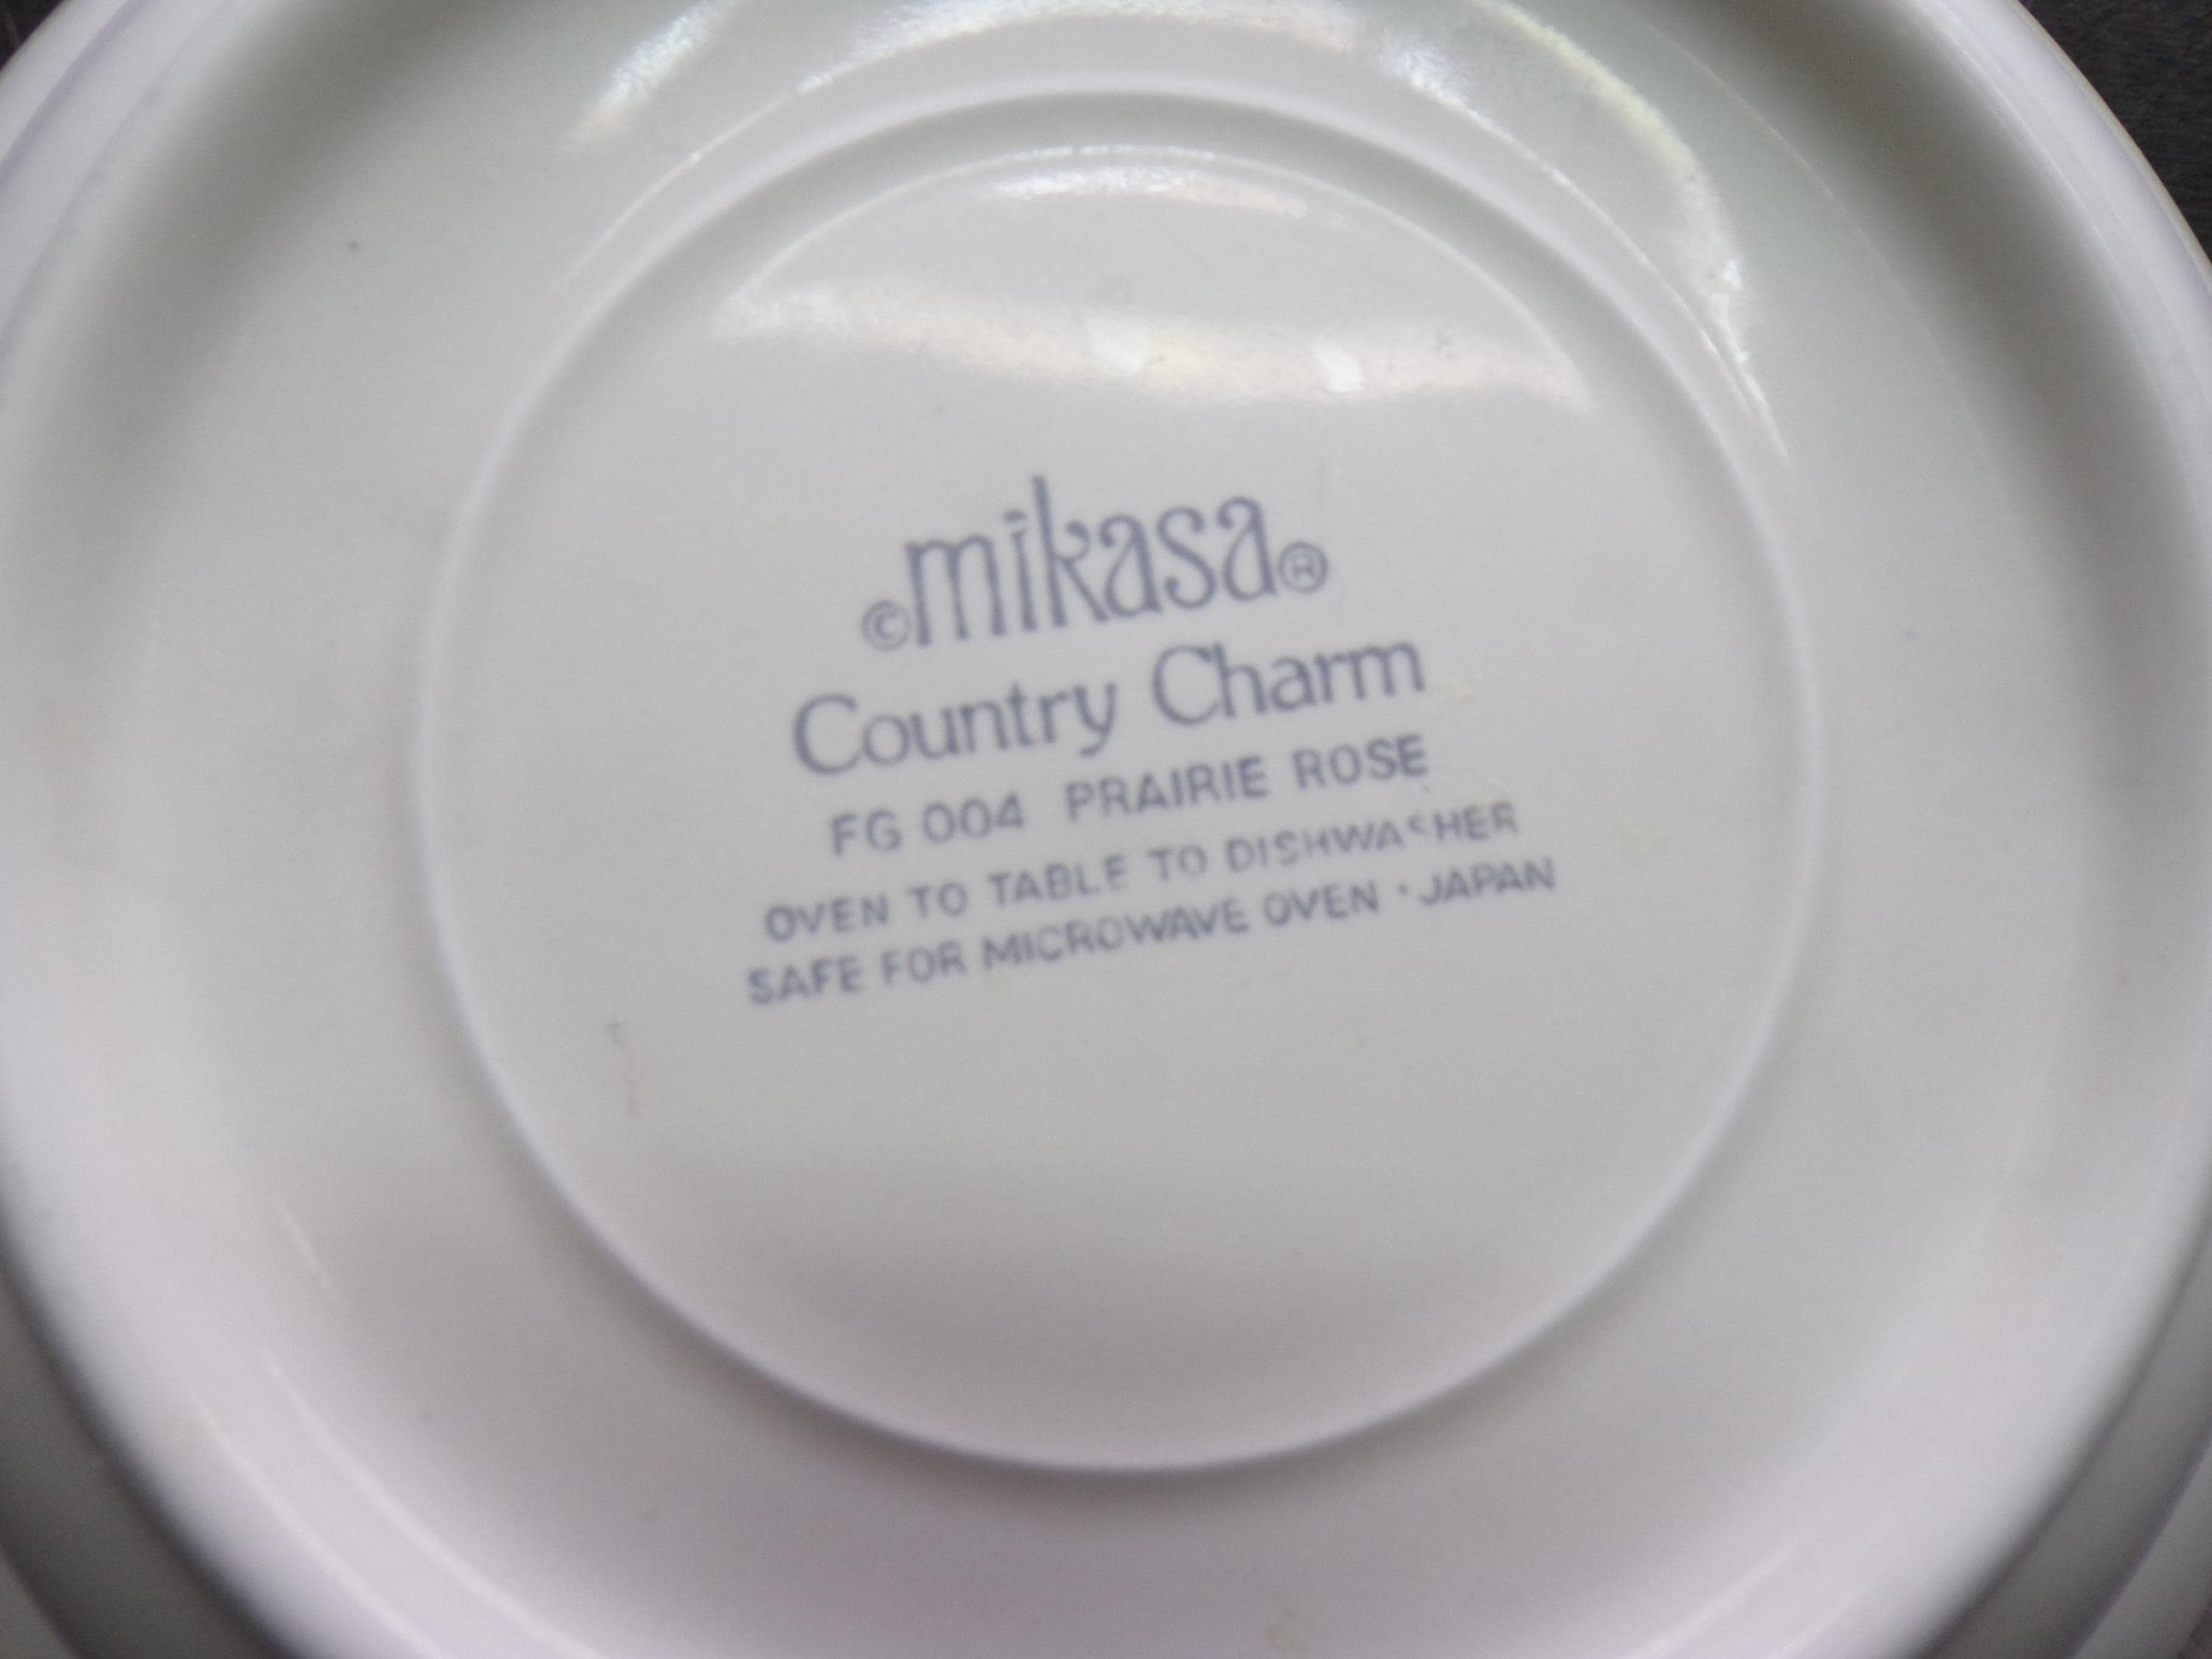 ©mikasa®
Country Charm
FG 004 PRAIRIE ROSE
OVEN TO TABLE TO DISHWASHER
SAFE FOR MICROWAVE OVEN · JAPAN